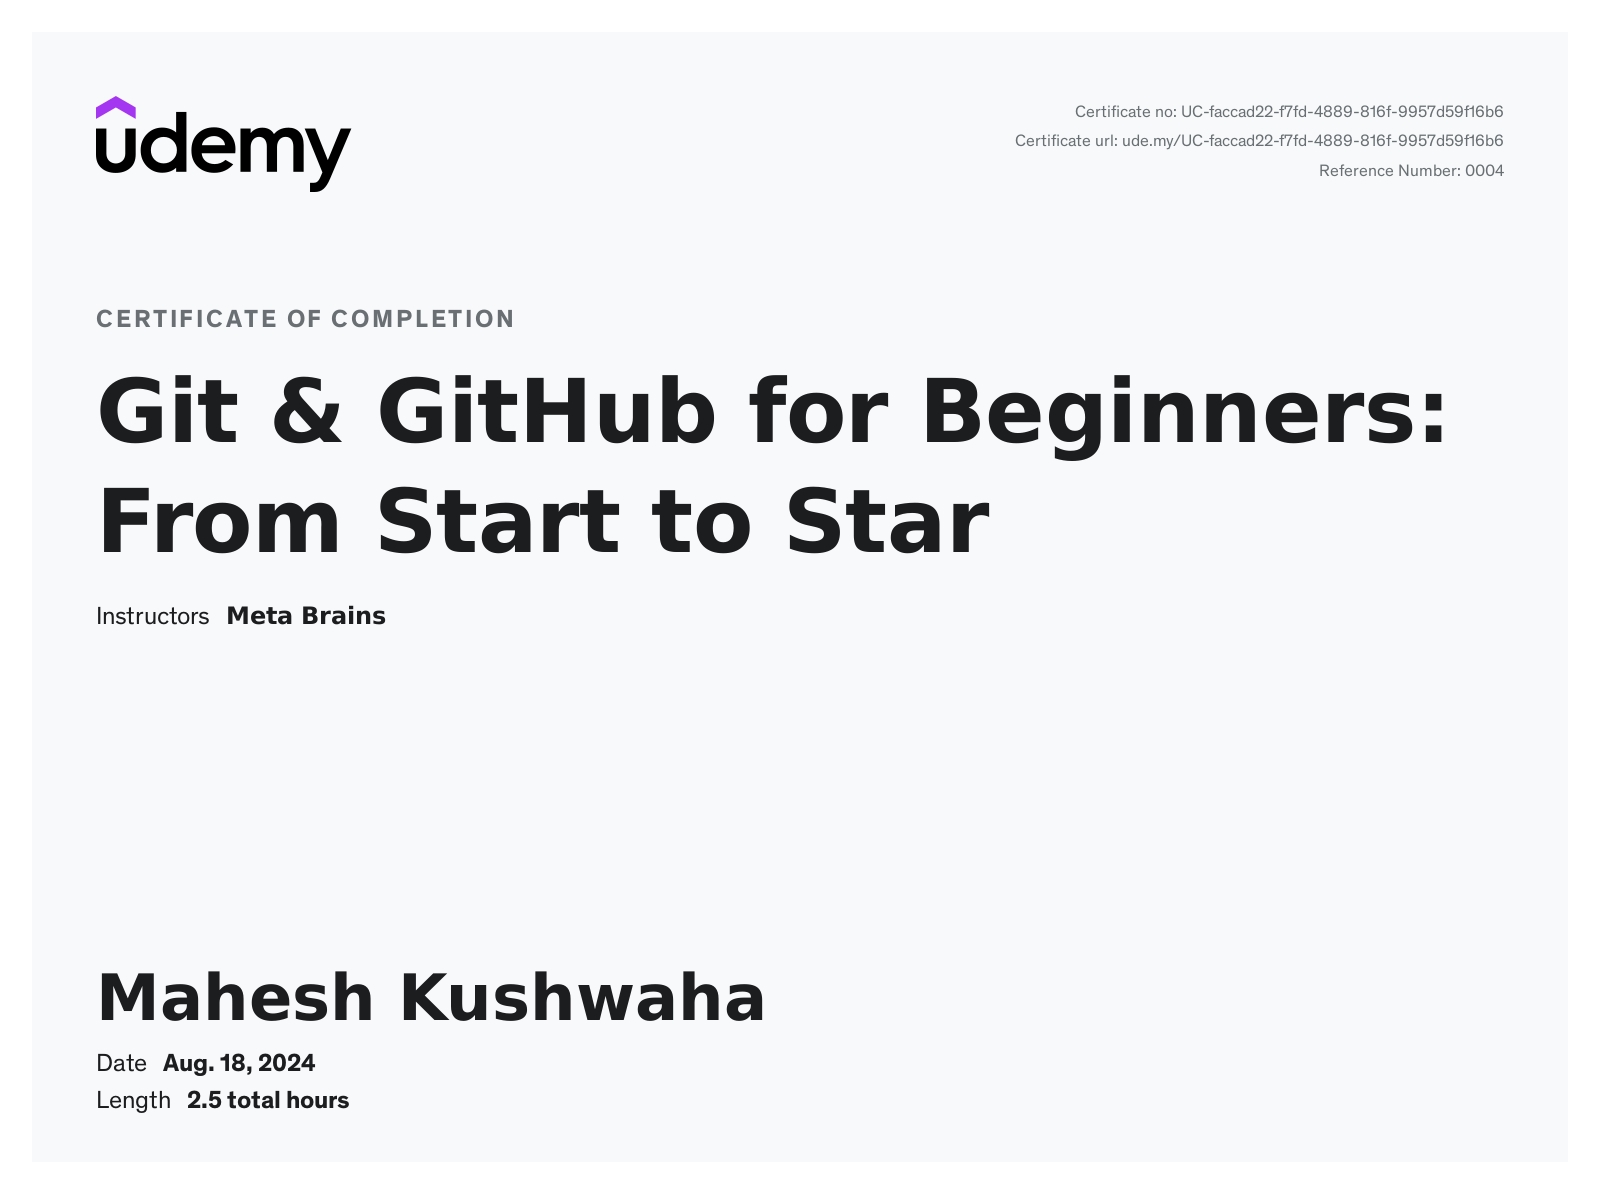 udemy
Certificate no: UC-faccad22-f7fd-4889-816f-9957d59f16b6
Certificate url: ude.my/UC-faccad22-f7fd-4889-816f-9957d59f16b6
Reference Number: 0004
CERTIFICATE OF COMPLETION
Git & GitHub for Beginners:
From Start to Star
Instructors Meta Brains
Mahesh Kushwaha
Date Aug. 18, 2024
Length 2.5 total hours